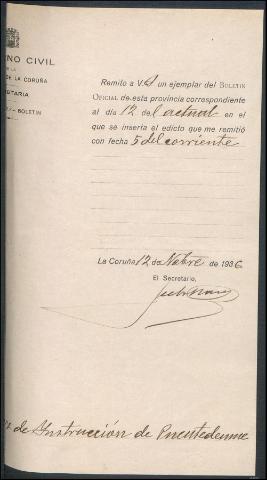 NO CIVIL
DE LA CORUÑA
BOLETIN
Remito a V.S un ejemplar del BOLETIN
OFICIAL de esta provincia correspondiente
al día 12 del actual en el
que se inserta el edicto que me remitió
con fecha 5 del corriente
La Coruña 12 de Nbre de 1936
El Secretario,
de Instrucción de Puentedeume